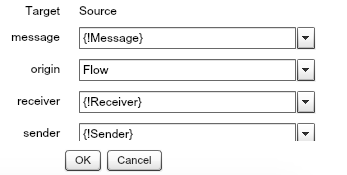 Target Source
message {!Message}
origin Flow
receiver {!Receiver}
sender {!Sender}
OK Cancel